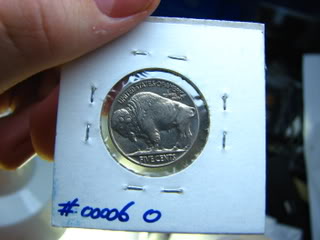 UNITED STATES OF AMERICA
FIVE CENTS
#00006 O